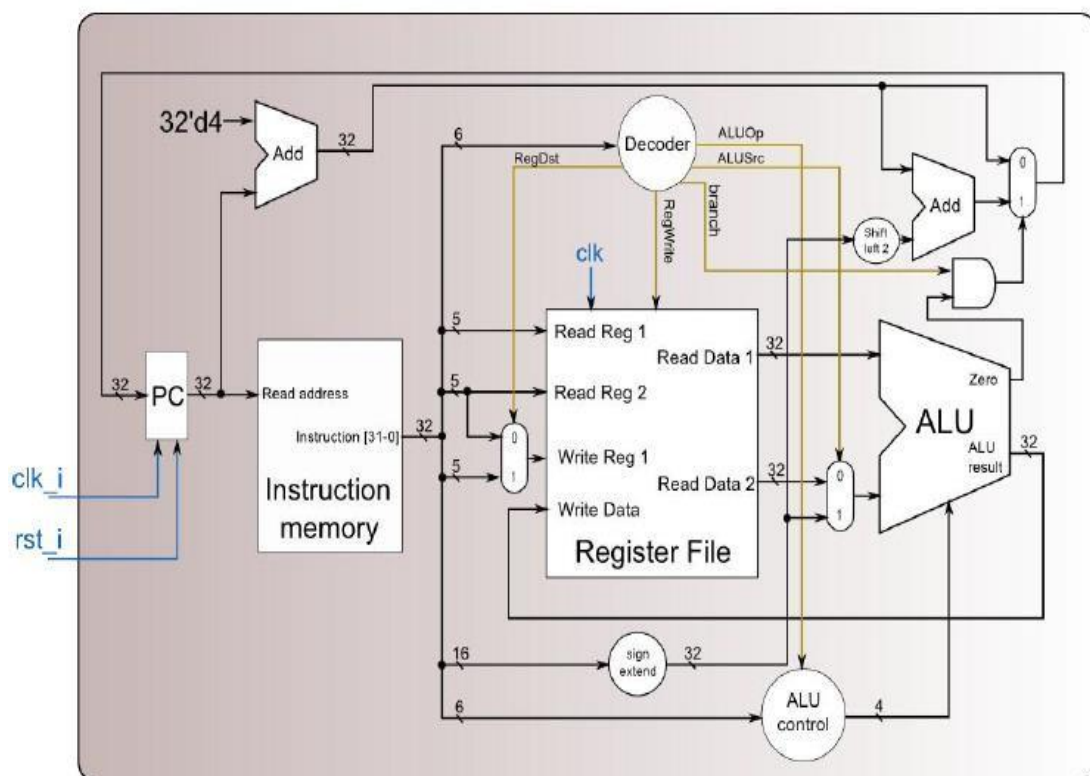 32'd4
Add
32
6
Decoder
ALUOp
RegDst
ALUSrc
RegWrite
branch
clk
Shift
left 2
Add
0
1
32
PC
32
Read address
Instruction [31-0]
32
Instruction
memory
clk_i
rst_i
5
Read Reg 1
5
Read Reg 2
0
1
5
Write Reg 1
Write Data
Read Data 1
32
Read Data 2
32
Register File
0
1
Zero
ALU
ALU
result
32
16
sign
extend
32
6
ALU
control
4